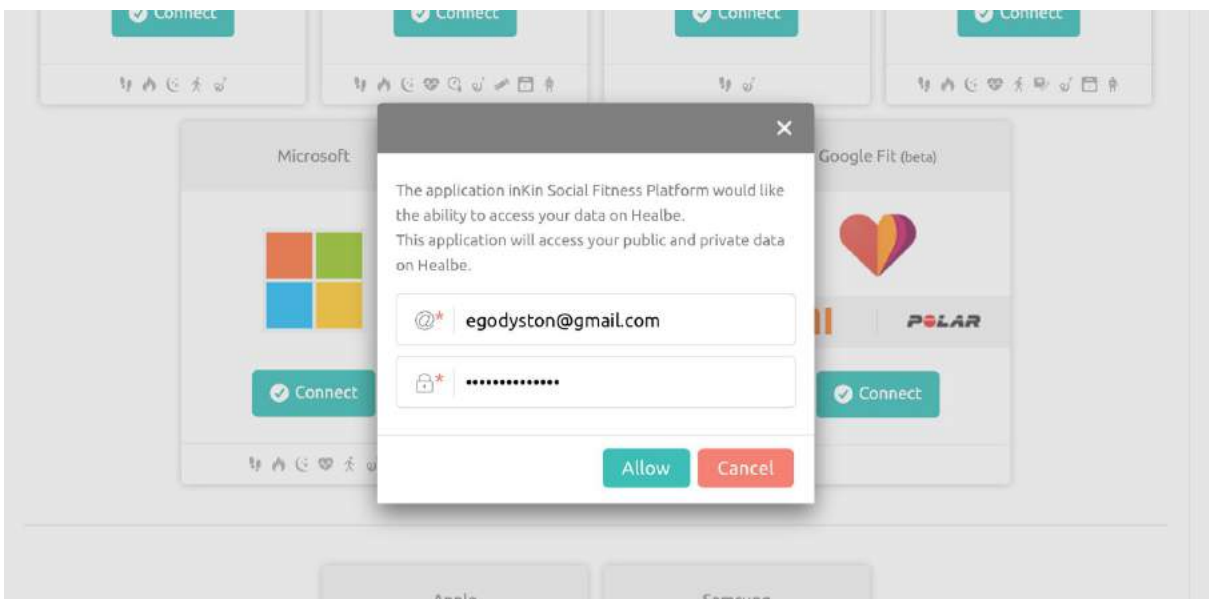 Connect
Connect
Connect
Connect
Microsoft
Google Fit (beta)
The application inKin Social Fitness Platform would like
the ability to access your data on Healbe.
This application will access your public and private data
on Healbe.
@* egodyston@gmail.com
* ••••••••••••••
POLAR
Connect
Connect
Allow
Cancel
Apple
Samsung